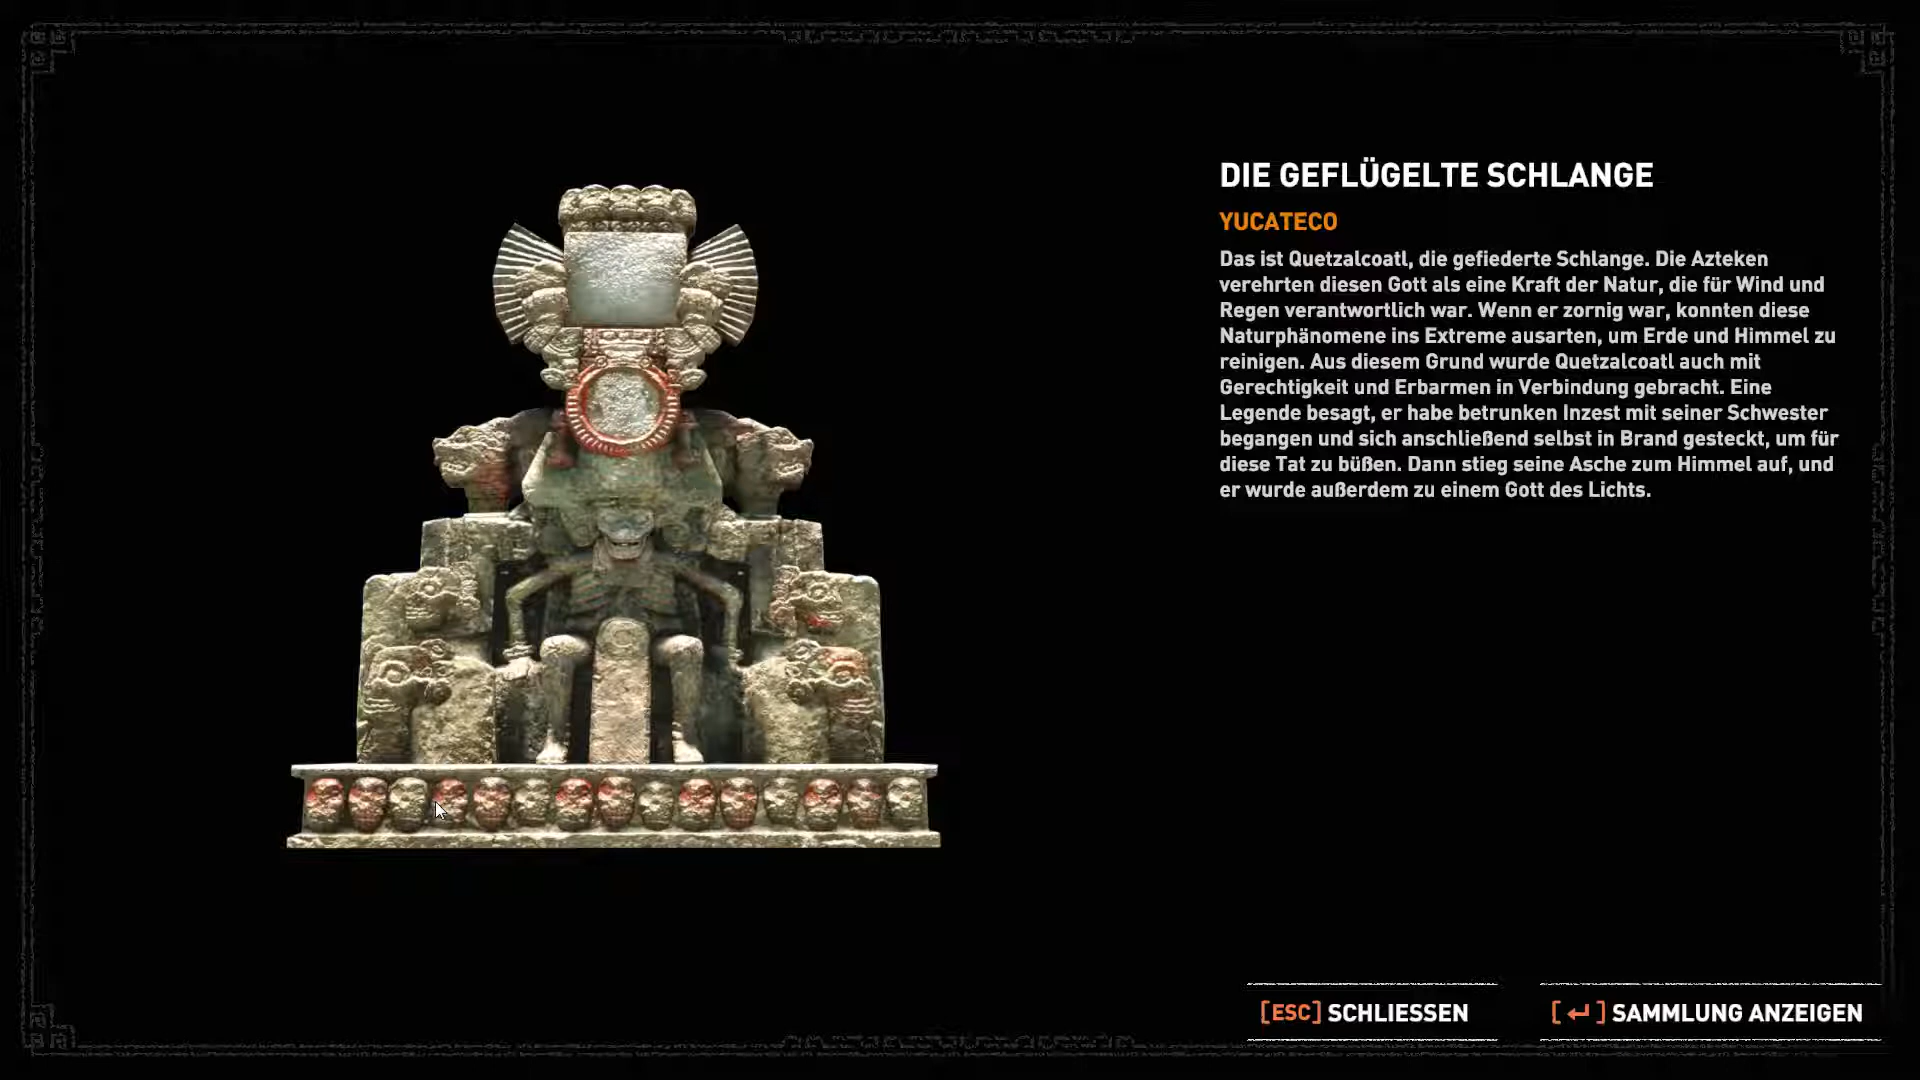 DIE GEFLÜGELTE SCHLANGE
YUCATECO
Das ist Quetzalcoatl, die gefiederte Schlange. Die Azteken
verehrten diesen Gott als eine Kraft der Natur, die für Wind und
Regen verantwortlich war. Wenn er zornig war, konnten diese
Naturphänomene ins Extreme ausarten, um Erde und Himmel zu
reinigen. Aus diesem Grund wurde Quetzalcoatl auch mit
Gerechtigkeit und Erbarmen in Verbindung gebracht. Eine
Legende besagt, er habe betrunken Inzest mit seiner Schwester
begangen und sich anschließend selbst in Brand gesteckt, um für
diese Tat zu büßen. Dann stieg seine Asche zum Himmel auf, und
er wurde außerdem zu einem Gott des Lichts.
[ESC] SCHLIESSEN
[↵] SAMMLUNG ANZEIGEN